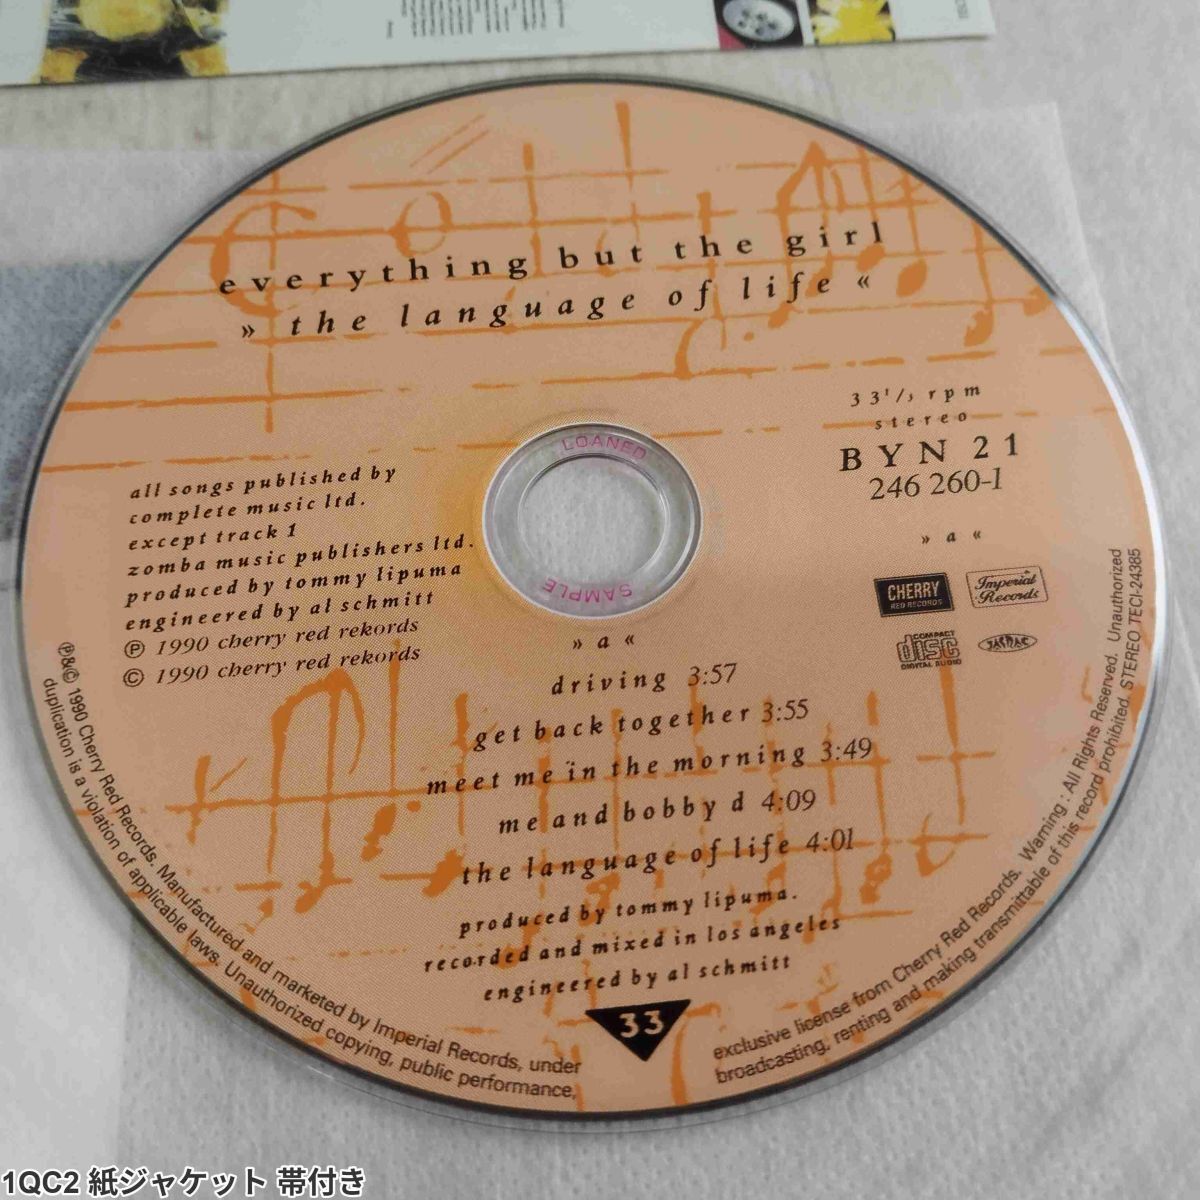 everything but the girl
» the language of life «
33 1/3 rpm
stereo
BYN 21
246 260-1
» a «
LOANED
SAMPLE
all songs published by
complete music ltd.
except track 1
zomba music publishers ltd.
produced by tommy lipuma
engineered by al schmitt
℗ 1990 cherry red rekords
© 1990 cherry red rekords
CHERRY
RED RECORDS
Imperial
Records
COMPACT
disc
DIGITAL AUDIO
JASRAC
» a «
driving 3:57
get back together 3:55
meet me in the morning 3:49
me and bobby d 4:09
the language of life 4:01
produced by tommy lipuma.
recorded and mixed in los angeles
engineered by al schmitt
33
℗&© 1990 Cherry Red Records. Manufactured and marketed by Imperial Records, under exclusive license from Cherry Red Records. Warning : All Rights Reserved. Unauthorized
duplication is a violation of applicable laws. Unauthorized copying, public performance, broadcasting, renting and making transmittable of this record prohibited. STEREO TECI-24385
1QC2 紙ジャケット 帯付き